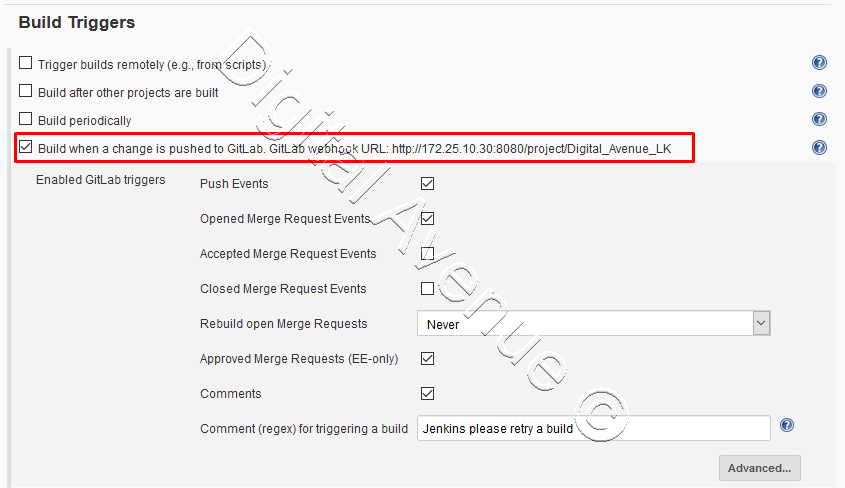 Build Triggers
Trigger builds remotely (e.g., from scripts)
Build after other projects are built
Build periodically
Build when a change is pushed to GitLab. GitLab webhook URL: http://172.25.10.30:8080/project/Digital_Avenue_LK
Enabled GitLab triggers
Push Events
Opened Merge Request Events
Accepted Merge Request Events
Closed Merge Request Events
Rebuild open Merge Requests Never
Approved Merge Requests (EE-only)
Comments
Comment (regex) for triggering a build Jenkins please retry a build
Advanced...
Digital Avenue ©